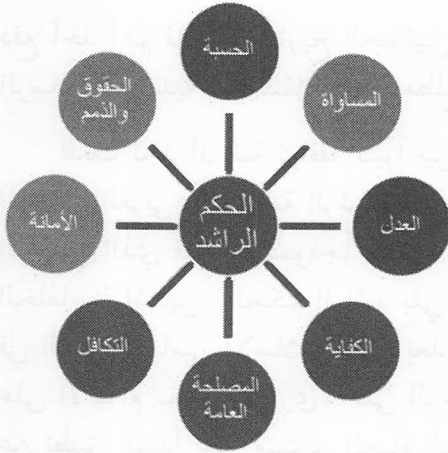 الحسبة
المساواة
العدل
الكفاية
المصلحة
العامة
التكافل
الأمانة
الحقوق
والذمم
الحكم
الراشد